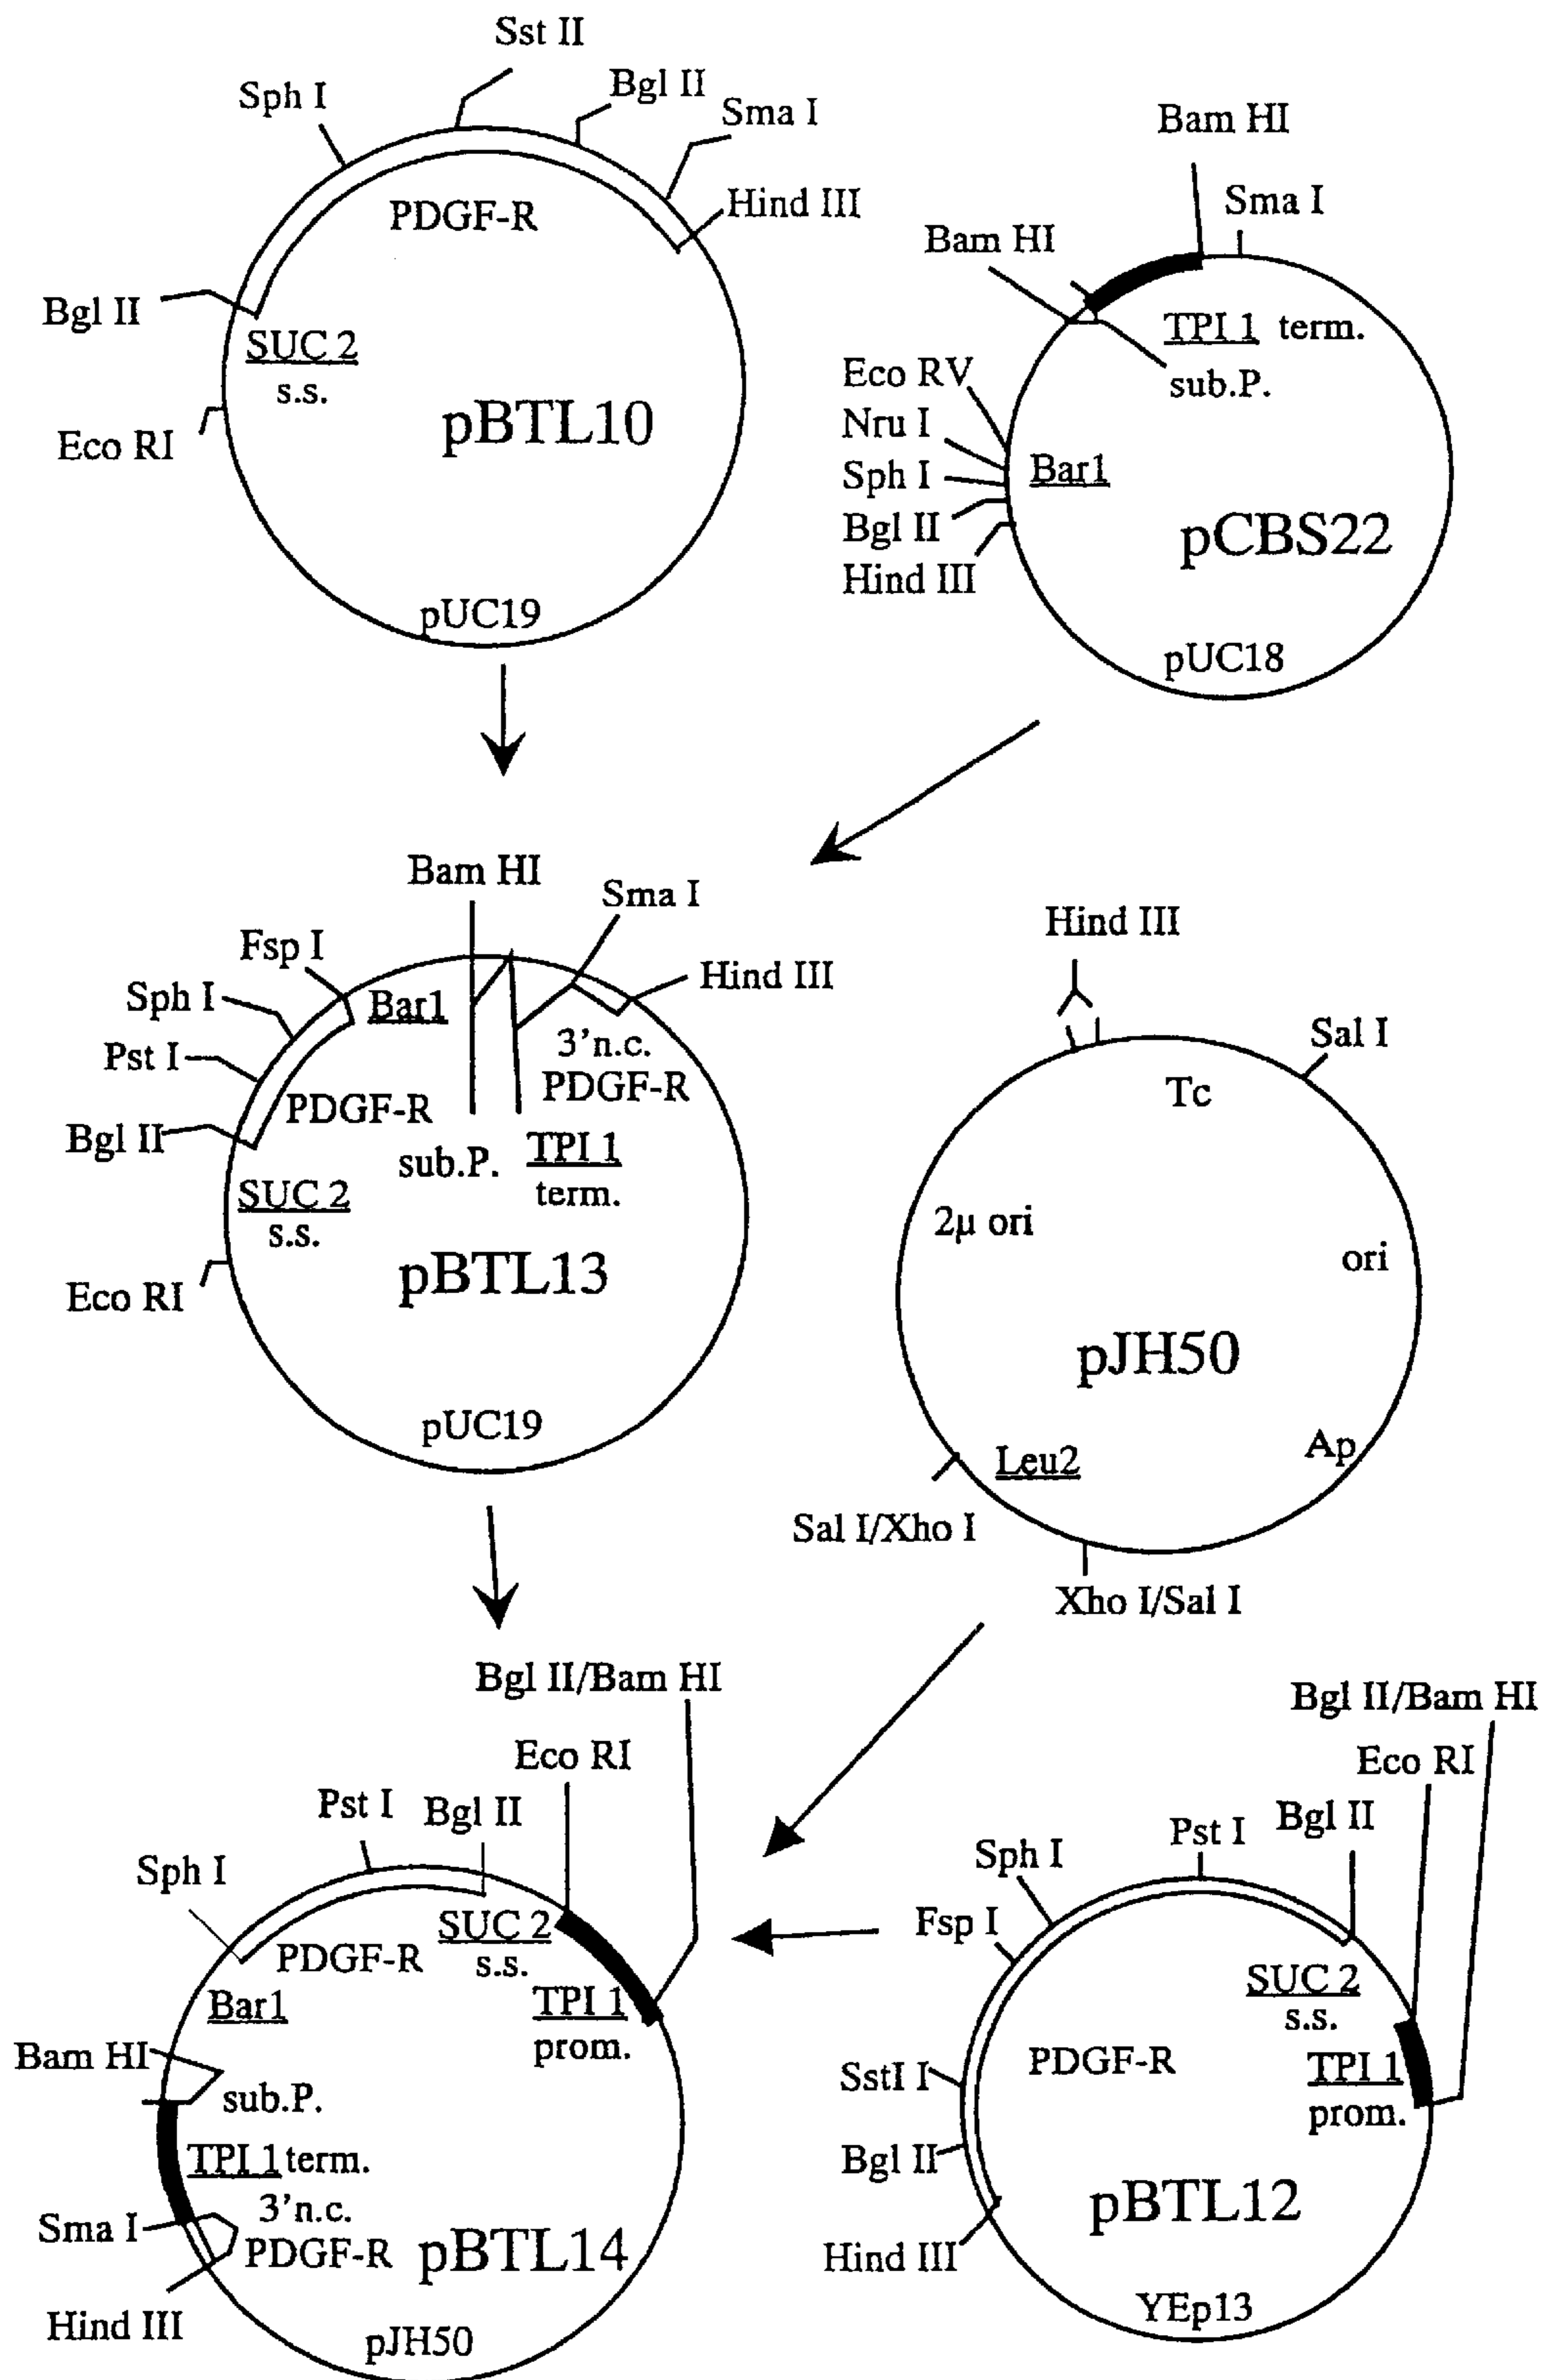 Sst II
Sph I
Bgl II
Sma I
Hind III
PDGF-R
Bgl II
SUC 2
s.s.
Eco RI
pBTL10
pUC19
Bam HI
Sma I
Bam HI
TPI 1 term.
sub.P.
Eco RV
Nru I
Sph I
Bgl II
Hind III
Bar1
pCBS22
pUC18
Bam HI
Sma I
Fsp I
Hind III
Sph I
Bar1
Pst I
3'n.c.
PDGF-R
PDGF-R
Bgl II
sub.P.
TPI 1
term.
SUC 2
s.s.
pBTL13
Eco RI
pUC19
Hind III
Sal I
Tc
2µ ori
ori
pJH50
Ap
Leu2
Sal I/Xho I
Xho I/Sal I
Bgl II/Bam HI
Eco RI
Pst I
Bgl II
Sph I
SUC 2
s.s.
PDGF-R
TPI 1
prom.
Bar1
Bam HI
sub.P.
TPI 1 term.
3'n.c.
Sma I
PDGF-R
pBTL14
Hind III
pJH50
Bgl II/Bam HI
Eco RI
Bgl II
Pst I
Sph I
Fsp I
SUC 2
s.s.
PDGF-R
TPI 1
prom.
SstI I
Bgl II
pBTL12
Hind III
YEp13